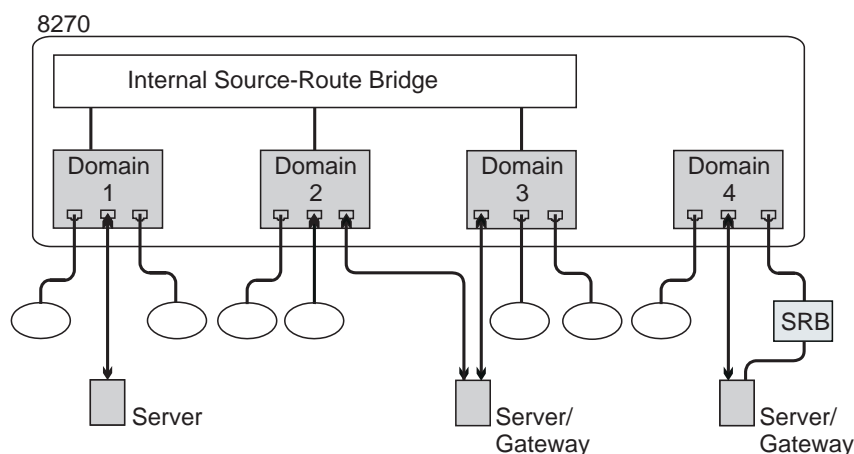 8270
Internal Source-Route Bridge
Domain
1
Domain
2
Domain
3
Domain
4
SRB
Server
Server/
Gateway
Server/
Gateway